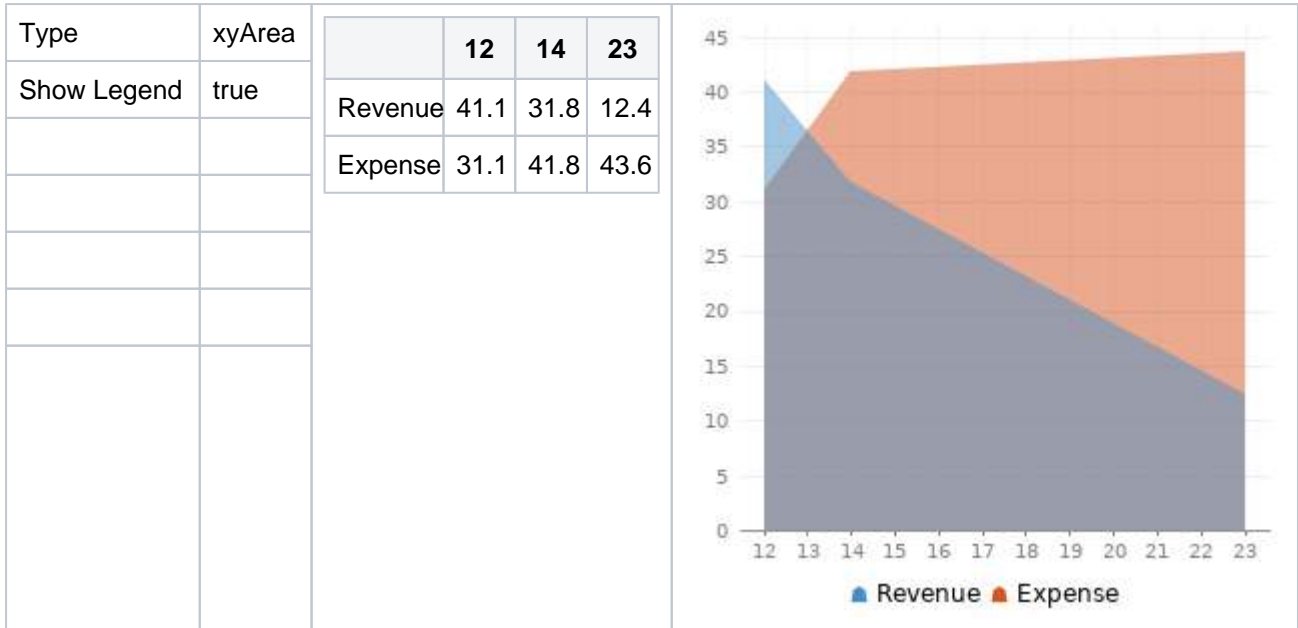 Type xyArea
Show Legend true
12 14 23
Revenue 41.1 31.8 12.4
Expense 31.1 41.8 43.6
45
40
35
30
25
20
15
10
5
0
12 13 14 15 16 17 18 19 20 21 22 23
Revenue Expense